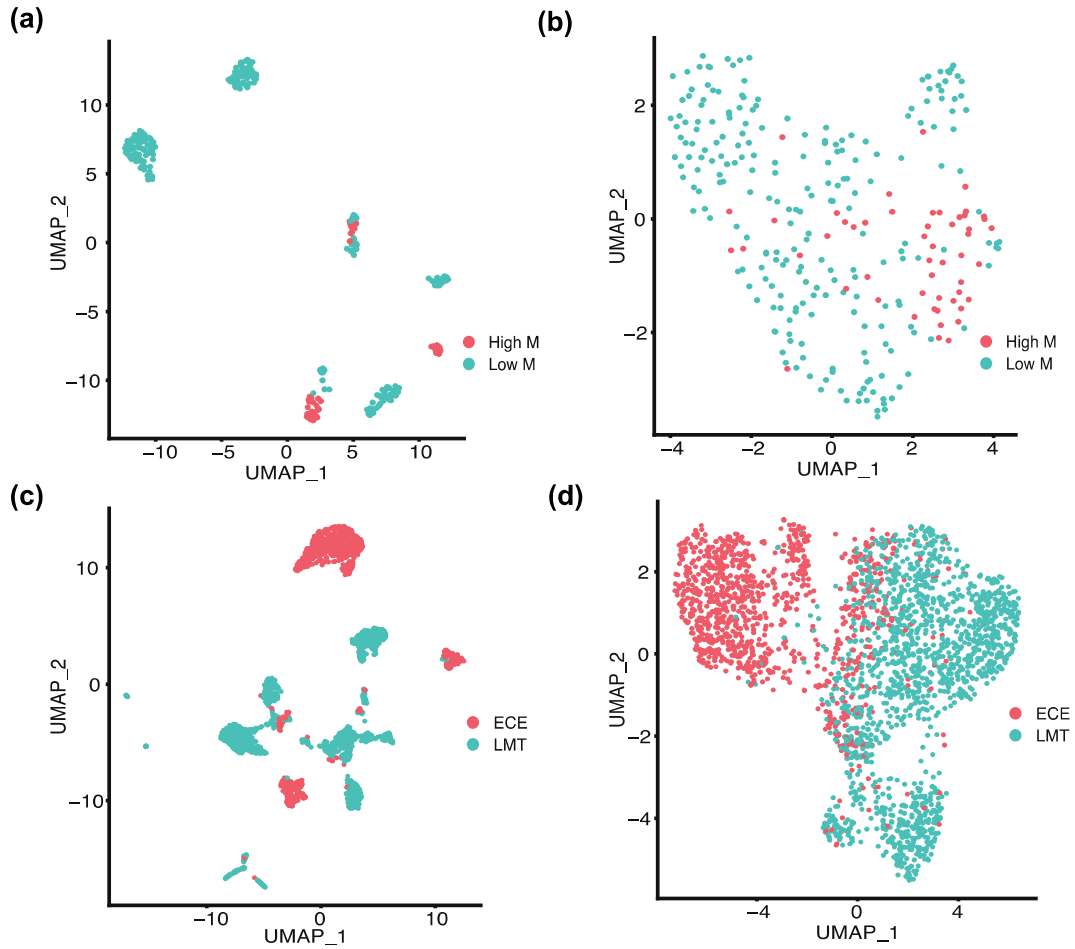 (a)
UMAP_2
10
5
0
−5
−10
−10 −5 0 5 10
UMAP_1
High M
Low M
(b)
UMAP_2
2
0
−2
−4 −2 0 2 4
UMAP_1
High M
Low M
(c)
UMAP_2
10
0
−10
−10 0 10
UMAP_1
ECE
LMT
(d)
UMAP_2
2
0
−2
−4
−4 0 4
UMAP_1
ECE
LMT